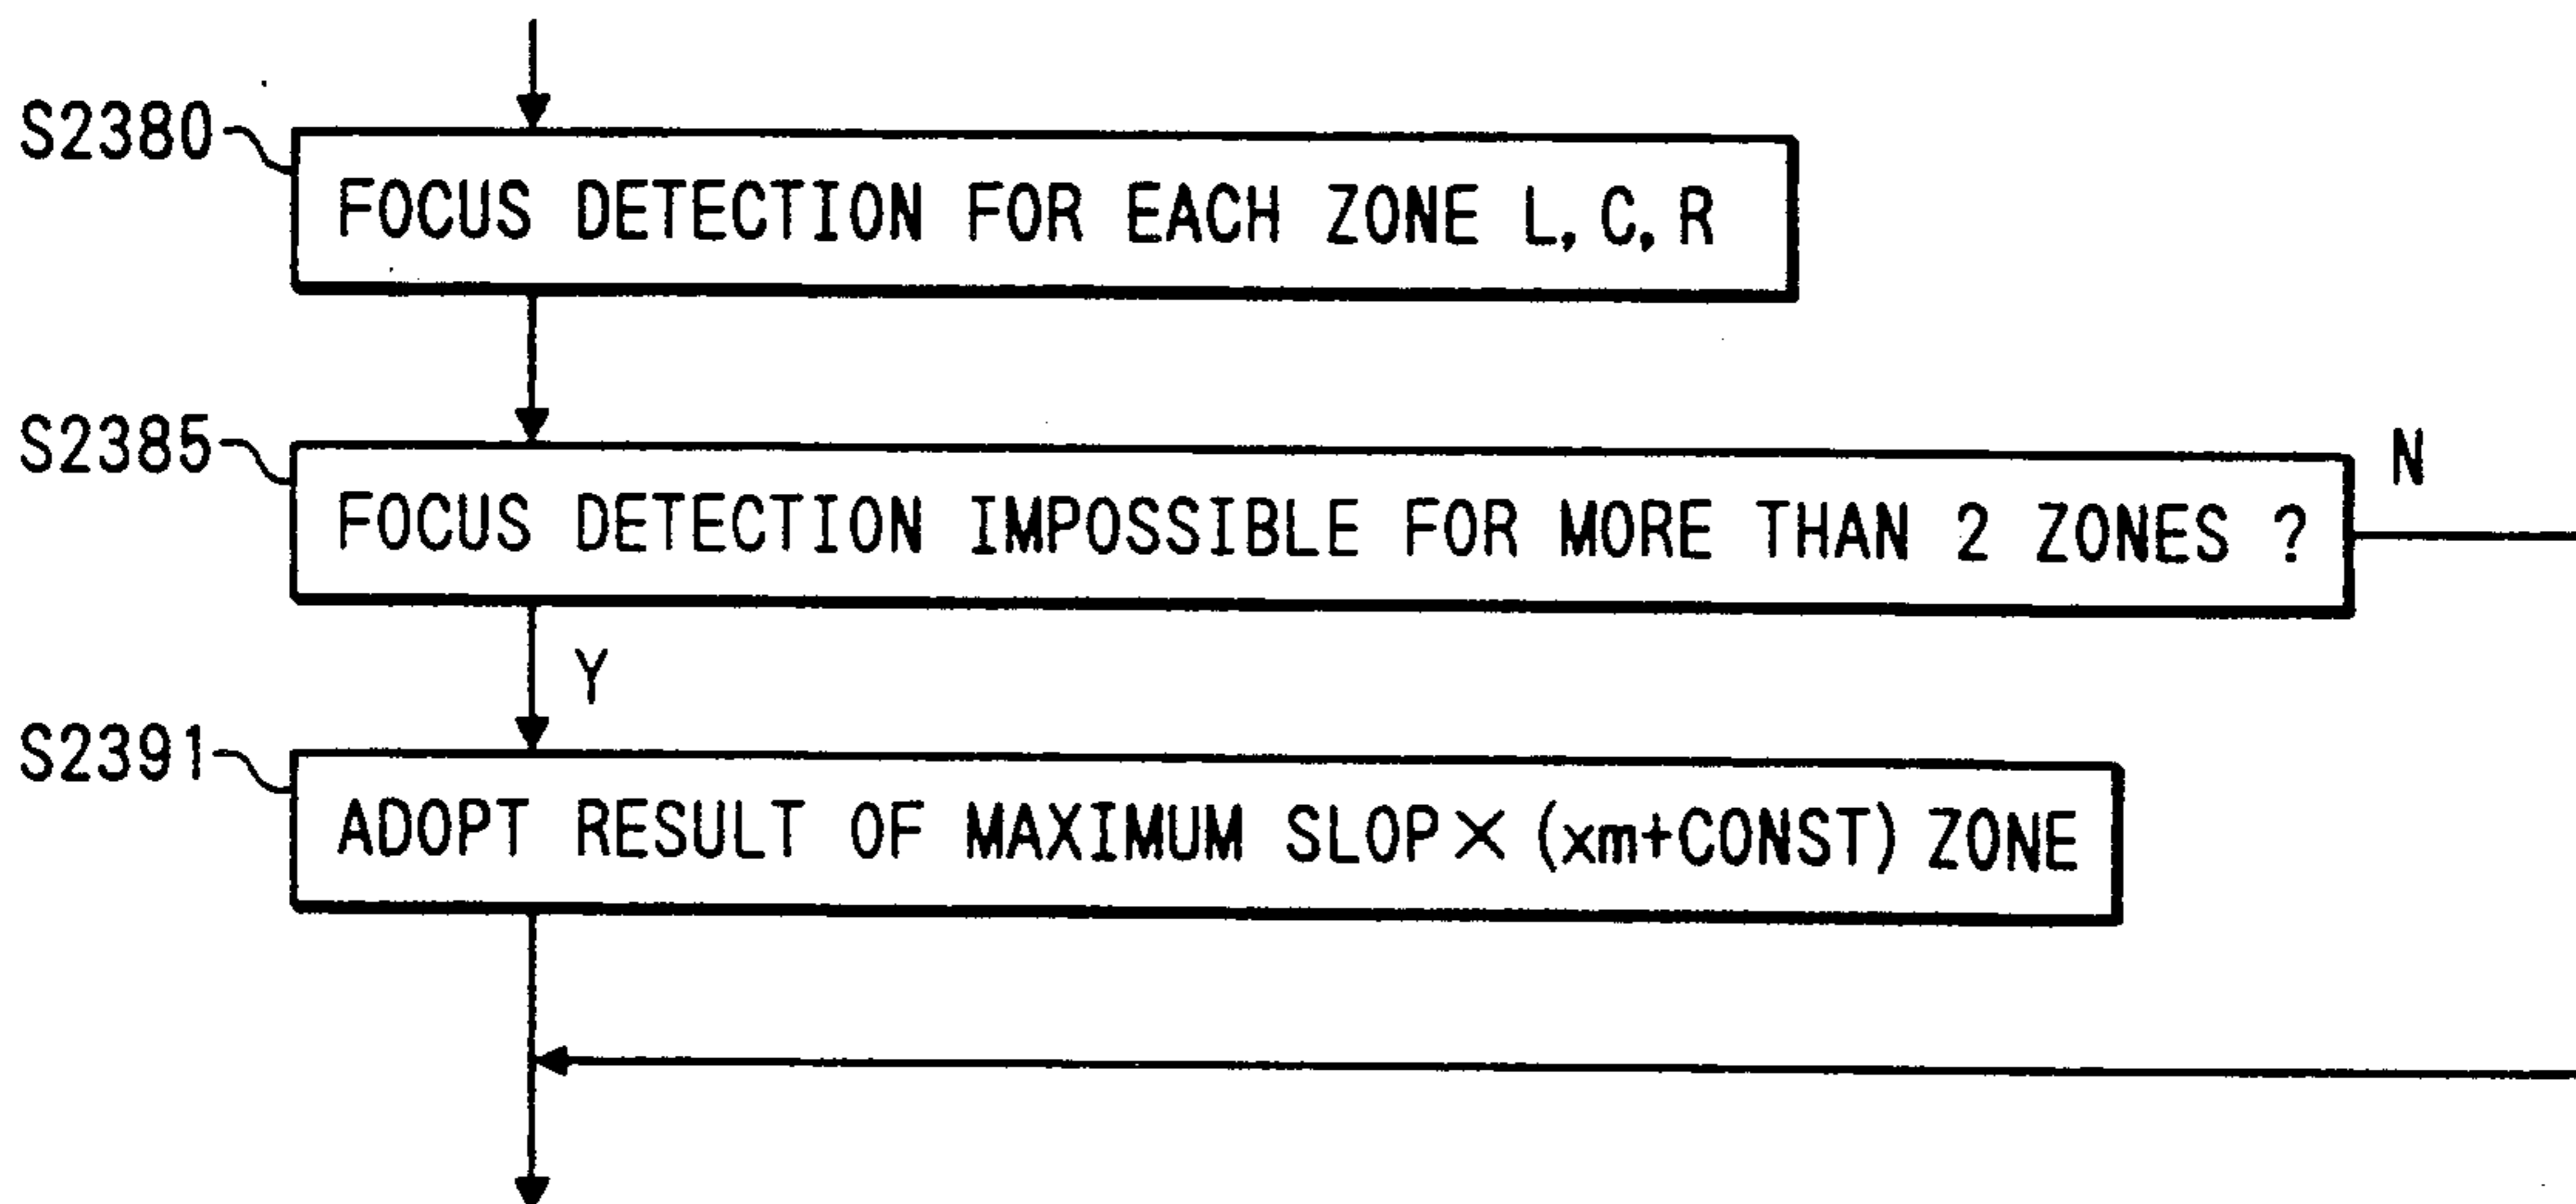 S2380
FOCUS DETECTION FOR EACH ZONE L, C, R
S2385
FOCUS DETECTION IMPOSSIBLE FOR MORE THAN 2 ZONES ?
N
Y
S2391
ADOPT RESULT OF MAXIMUM SLOP×(xm+CONST) ZONE